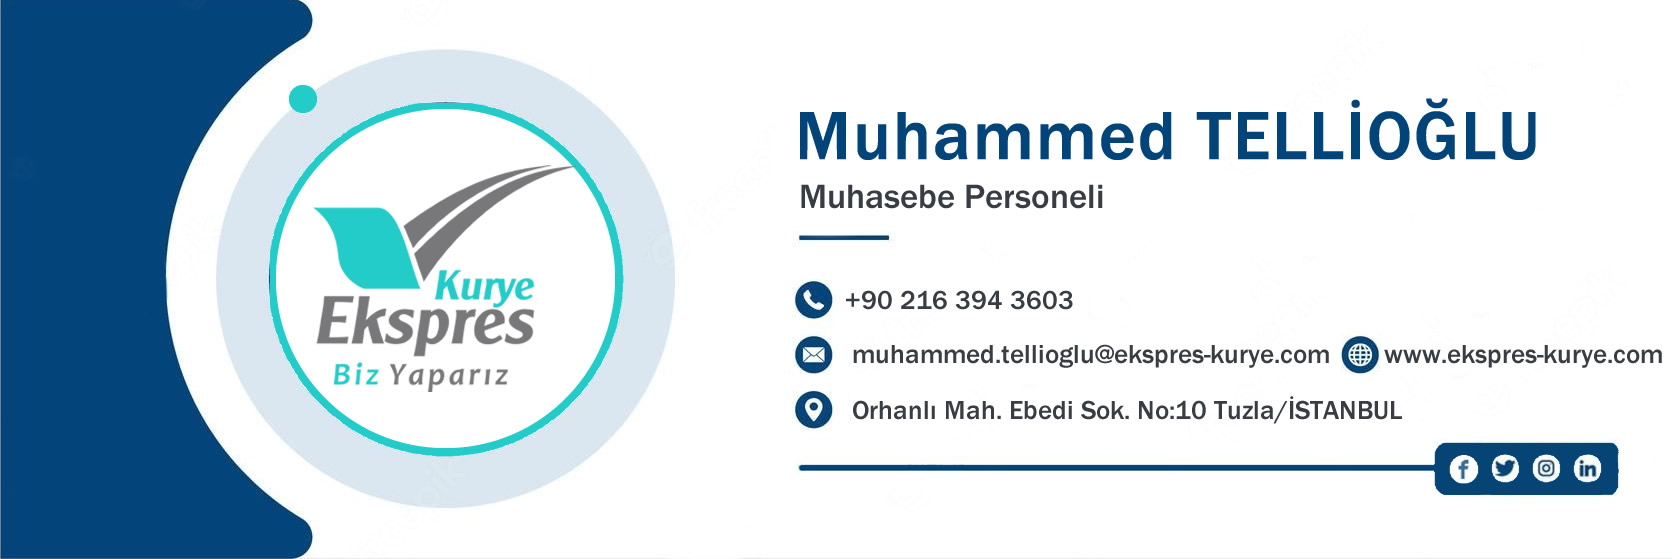 Muhammed TELLİOĞLU
Muhasebe Personeli
Kurye
Ekspres
Biz Yaparız
+90 216 394 3603
muhammed.tellioglu@ekspres-kurye.com www.ekspres-kurye.com
Orhanlı Mah. Ebedi Sok. No:10 Tuzla/İSTANBUL